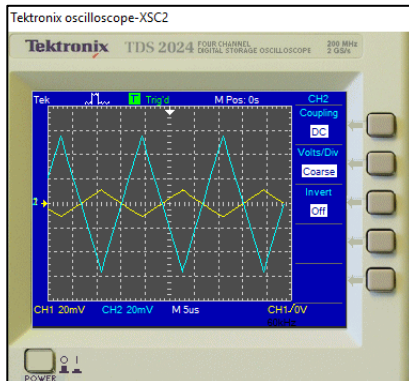 Tektronix oscilloscope-XSC2
Tektronix TDS 2024 FOUR CHANNEL DIGITAL STORAGE OSCILLOSCOPE 200 MHz 2 GS/s
Tek T Trig'd M Pos: 0s CH2
Coupling
DC
Volts/Div
Coarse
Invert
Off
2
CH1 20mV CH2 20mV M 5us CH1/0V
POWER